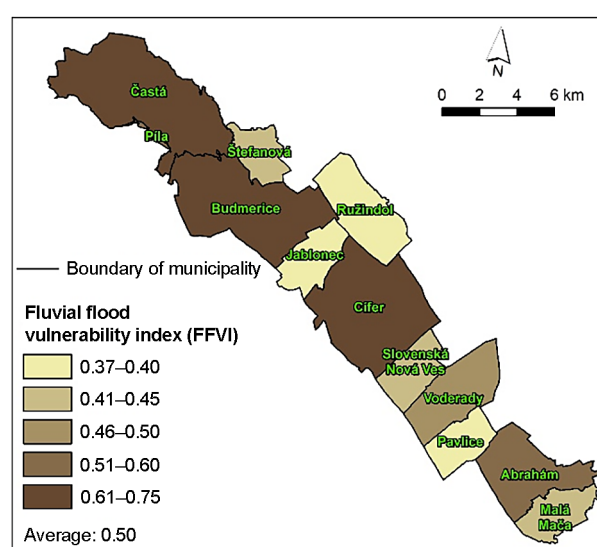 N
0 2 4 6 km
Častá
Píla
Štefanová
Budmerice
Ružindol
Jablonec
Boundary of municipality
Cífer
Fluvial flood
vulnerability index (FFVI)
0.37–0.40
0.41–0.45
0.46–0.50
0.51–0.60
0.61–0.75
Average: 0.50
Slovenská
Nová Ves
Voderady
Pavlice
Abrahám
Malá
Mača